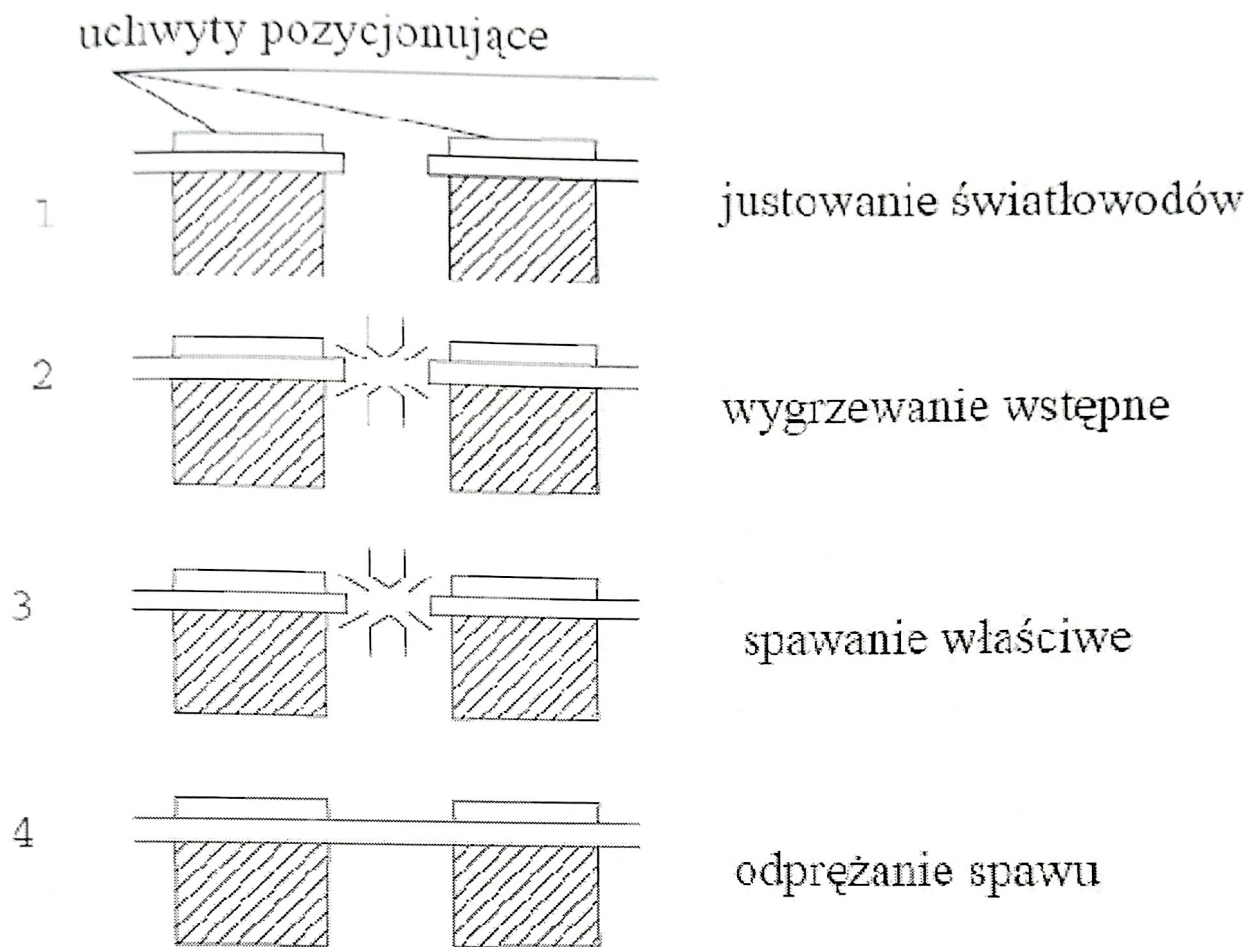 uchwyty pozycjonujące
1
justowanie światłowodów
2
wygrzewanie wstępne
3
spawanie właściwe
4
odprężanie spawu